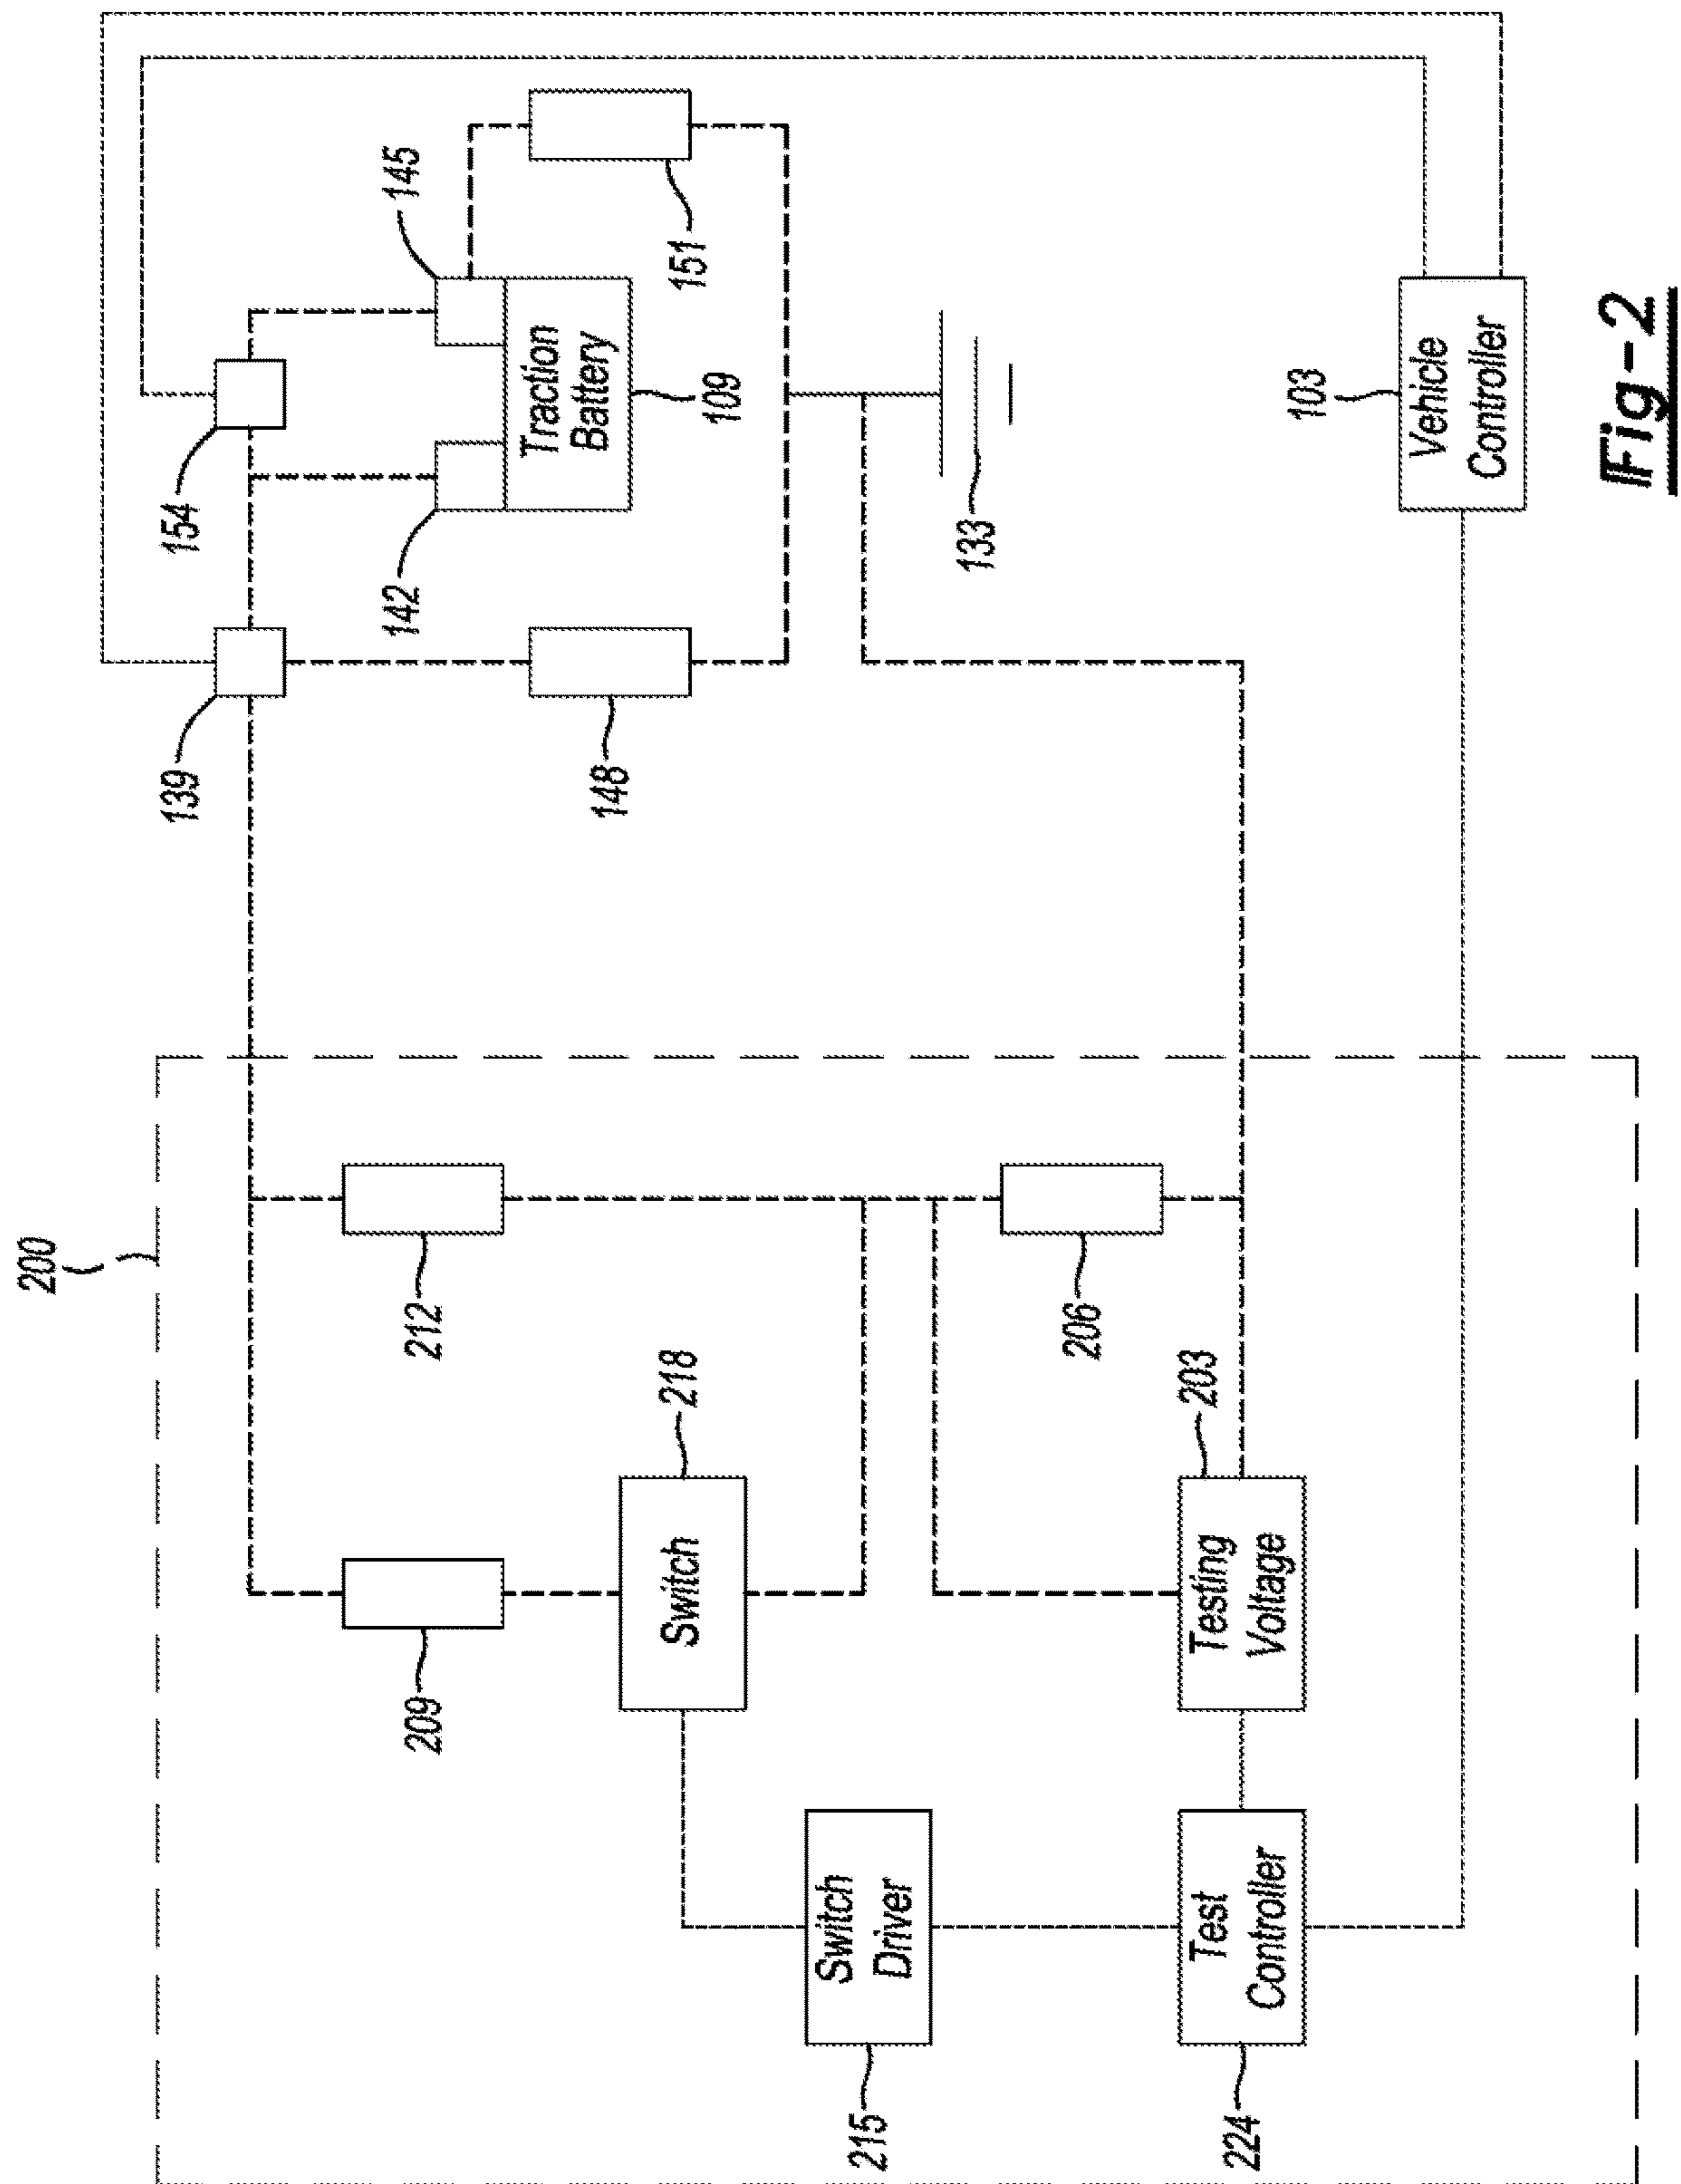 200
139
154
142
145
209
212
Traction
Battery
148
Switch
218
151
109
Switch
Driver
215
133
206
203
Test
Controller
Testing
Voltage
224
103
Vehicle
Controller
Fig-2